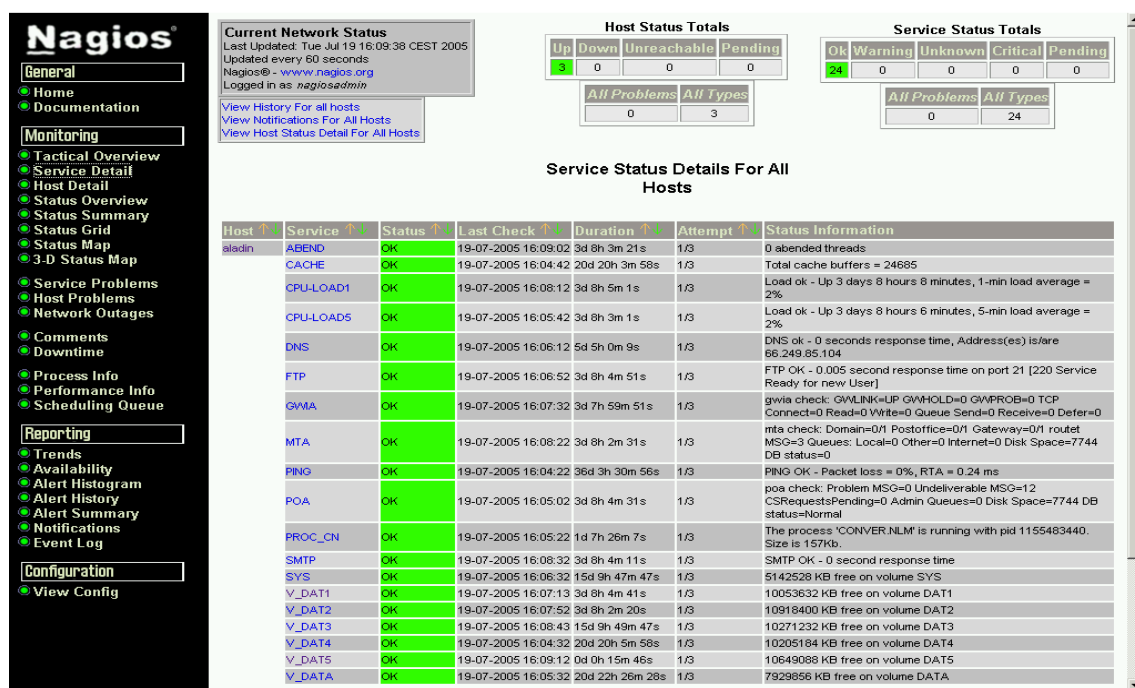 Nagios®
General
Home
Documentation
Monitoring
Tactical Overview
Service Detail
Host Detail
Status Overview
Status Summary
Status Grid
Status Map
3-D Status Map
Service Problems
Host Problems
Network Outages
Comments
Downtime
Process Info
Performance Info
Scheduling Queue
Reporting
Trends
Availability
Alert Histogram
Alert History
Alert Summary
Notifications
Event Log
Configuration
View Config
Current Network Status
Last Updated: Tue Jul 19 16:09:38 CEST 2005
Updated every 60 seconds
Nagios® - www.nagios.org
Logged in as nagiosadmin
View History For all hosts
View Notifications For All Hosts
View Host Status Detail For All Hosts
Host Status Totals
Up Down Unreachable Pending
3 0 0 0
All Problems All Types
0 3
Service Status Totals
Ok Warning Unknown Critical Pending
24 0 0 0 0
All Problems All Types
0 24
Service Status Details For All
Hosts
Host Service Status Last Check Duration Attempt Status Information
aladin ABEND OK 19-07-2005 16:09:02 3d 8h 3m 21s 1/3 0 abended threads
CACHE OK 19-07-2005 16:04:42 20d 20h 3m 58s 1/3 Total cache buffers = 24685
CPU-LOAD1 OK 19-07-2005 16:08:12 3d 8h 5m 1s 1/3 Load ok - Up 3 days 8 hours 8 minutes, 1-min load average =
2%
CPU-LOAD5 OK 19-07-2005 16:05:42 3d 8h 3m 1s 1/3 Load ok - Up 3 days 8 hours 6 minutes, 5-min load average =
2%
DNS OK 19-07-2005 16:06:12 5d 5h 0m 9s 1/3 DNS ok - 0 seconds response time, Address(es) is/are
66.249.85.104
FTP OK 19-07-2005 16:06:52 3d 8h 4m 51s 1/3 FTP OK - 0.005 second response time on port 21 [220 Service
Ready for new User]
GWIA OK 19-07-2005 16:07:32 3d 7h 59m 51s 1/3 gwia check: GWLINK=UP GWHOLD=0 GWPROB=0 TCP
Connect=0 Read=0 Write=0 Queue Send=0 Receive=0 Defer=0
MTA OK 19-07-2005 16:08:22 3d 8h 2m 31s 1/3 mta check: Domain=0/1 Postoffice=0/1 Gateway=0/1 routet
MSG=3 Queues: Local=0 Other=0 Internet=0 Disk Space=7744
DB status=0
PING OK 19-07-2005 16:04:22 36d 3h 30m 56s 1/3 PING OK - Packet loss = 0%, RTA = 0.24 ms
POA OK 19-07-2005 16:05:02 3d 8h 4m 31s 1/3 poa check: Problem MSG=0 Undeliverable MSG=12
CSRequestsPending=0 Admin Queues=0 Disk Space=7744 DB
status=Normal
PROC_CN OK 19-07-2005 16:05:22 1d 7h 26m 7s 1/3 The process 'CONVER.NLM' is running with pid 1155483440.
Size is 157Kb.
SMTP OK 19-07-2005 16:08:32 3d 8h 4m 11s 1/3 SMTP OK - 0 second response time
SYS OK 19-07-2005 16:06:32 15d 9h 47m 47s 1/3 5142528 KB free on volume SYS
V_DAT1 OK 19-07-2005 16:07:13 3d 8h 4m 41s 1/3 10053632 KB free on volume DAT1
V_DAT2 OK 19-07-2005 16:07:52 3d 8h 2m 20s 1/3 10918400 KB free on volume DAT2
V_DAT3 OK 19-07-2005 16:08:43 15d 9h 49m 47s 1/3 10271232 KB free on volume DAT3
V_DAT4 OK 19-07-2005 16:04:32 20d 20h 5m 58s 1/3 10205184 KB free on volume DAT4
V_DAT5 OK 19-07-2005 16:09:12 0d 0h 15m 46s 1/3 10649088 KB free on volume DAT5
V_DATA OK 19-07-2005 16:05:32 20d 22h 26m 28s 1/3 7929856 KB free on volume DATA